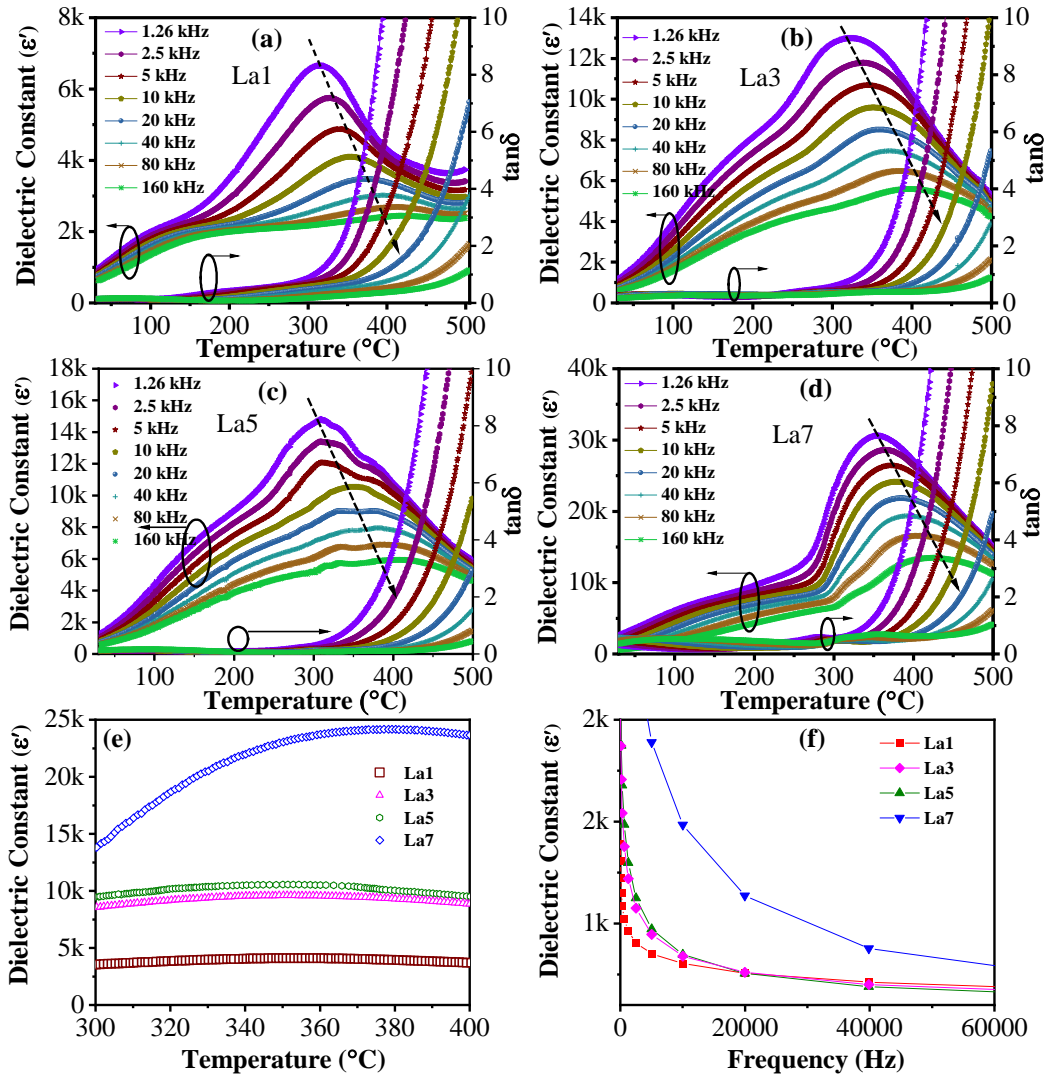 (a)
La1
1.26 kHz
2.5 kHz
5 kHz
10 kHz
20 kHz
40 kHz
80 kHz
160 kHz
8k
6k
4k
2k
0
10
8
6
4
2
0
100 200 300 400 500
Dielectric Constant (ε′)
tanδ
Temperature (°C)
(b)
La3
1.26 kHz
2.5 kHz
5 kHz
10 kHz
20 kHz
40 kHz
80 kHz
160 kHz
14k
13k
12k
10k
9k
8k
6k
5k
4k
2k
1k
0
10
8
6
4
2
0
100 200 300 400 500
Dielectric Constant (ε′)
tanδ
Temperature (°C)
(c)
La5
1.26 kHz
2.5 kHz
5 kHz
10 kHz
20 kHz
40 kHz
80 kHz
160 kHz
18k
16k
14k
12k
10k
8k
6k
4k
2k
0
10
8
6
4
2
0
100 200 300 400 500
Dielectric Constant (ε′)
tanδ
Temperature (°C)
(d)
La7
1.26 kHz
2.5 kHz
5 kHz
10 kHz
20 kHz
40 kHz
80 kHz
160 kHz
40k
30k
20k
10k
0
10
8
6
4
2
0
100 200 300 400 500
Dielectric Constant (ε′)
tanδ
Temperature (°C)
(e)
La1
La3
La5
La7
25k
20k
15k
10k
5k
0
300 320 340 360 380 400
Dielectric Constant (ε′)
Temperature (°C)
(f)
La1
La3
La5
La7
2k
2k
1k
0 20000 40000 60000
Dielectric Constant (ε′)
Frequency (Hz)